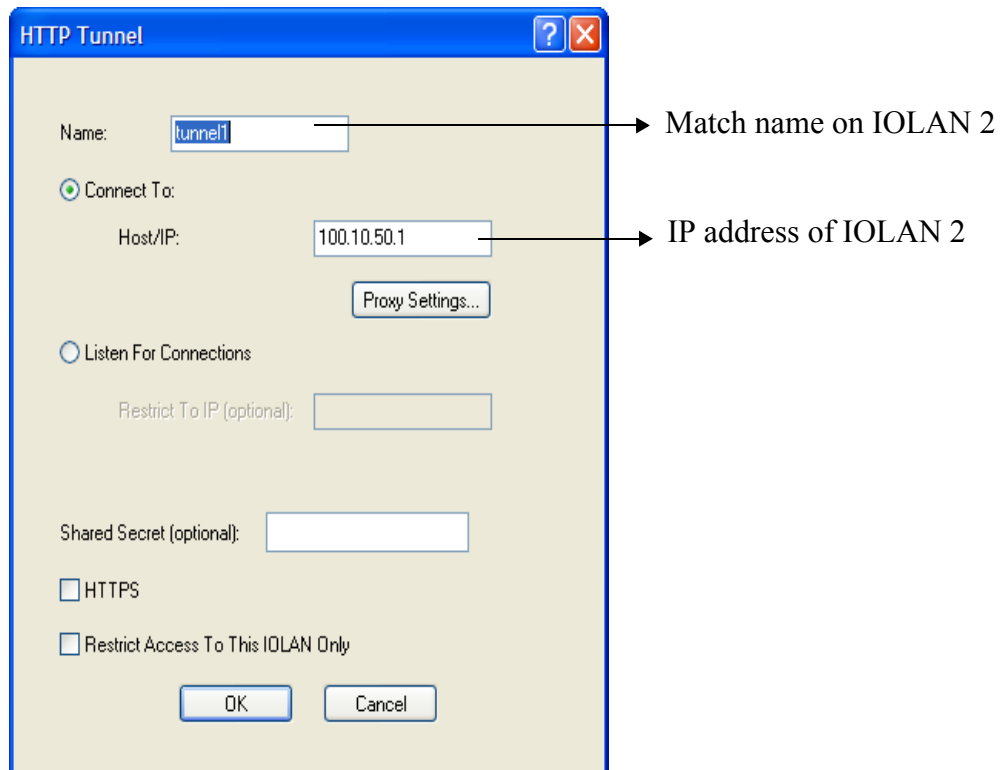 HTTP Tunnel
Name: tunnel1 Match name on IOLAN 2
Connect To:
Host/IP: 100.10.50.1 IP address of IOLAN 2
Proxy Settings...
Listen For Connections
Restrict To IP (optional):
Shared Secret (optional):
HTTPS
Restrict Access To This IOLAN Only
OK Cancel